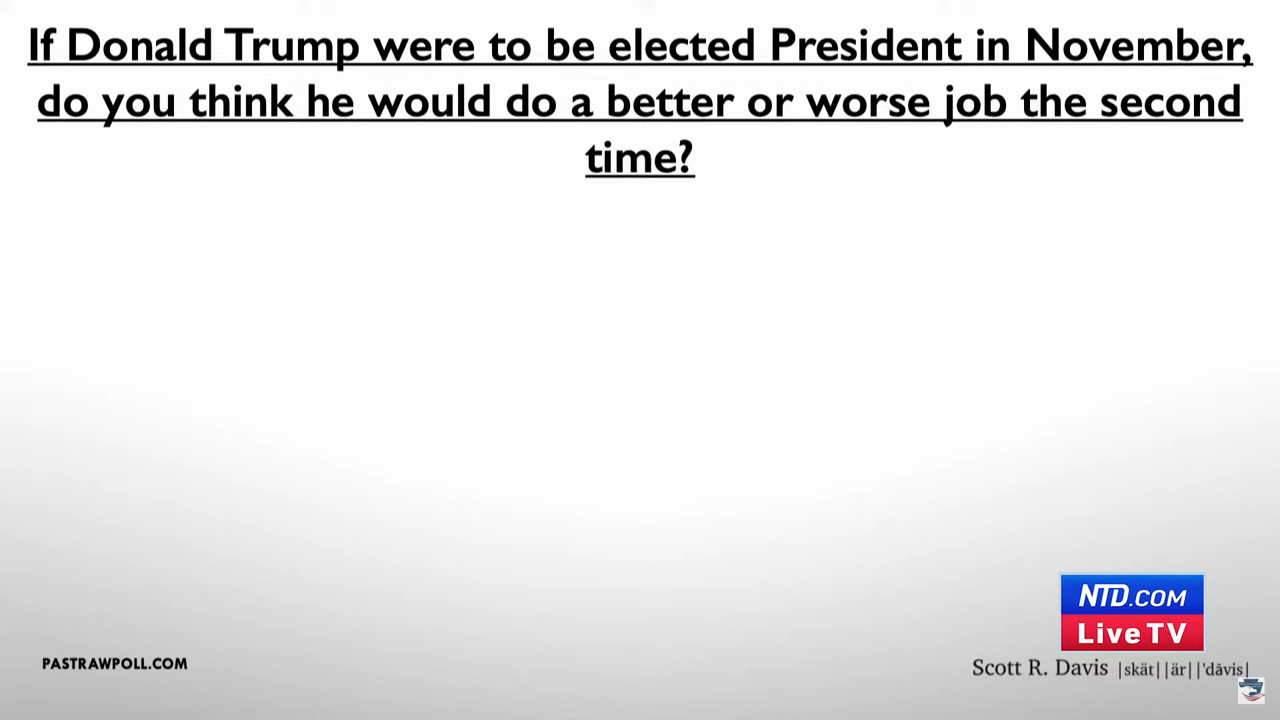 If Donald Trump were to be elected President in November,
do you think he would do a better or worse job the second
time?
NTD.COM
Live TV
PASTRAWPOLL.COM
Scott R. Davis |skät||är||'dāvis|